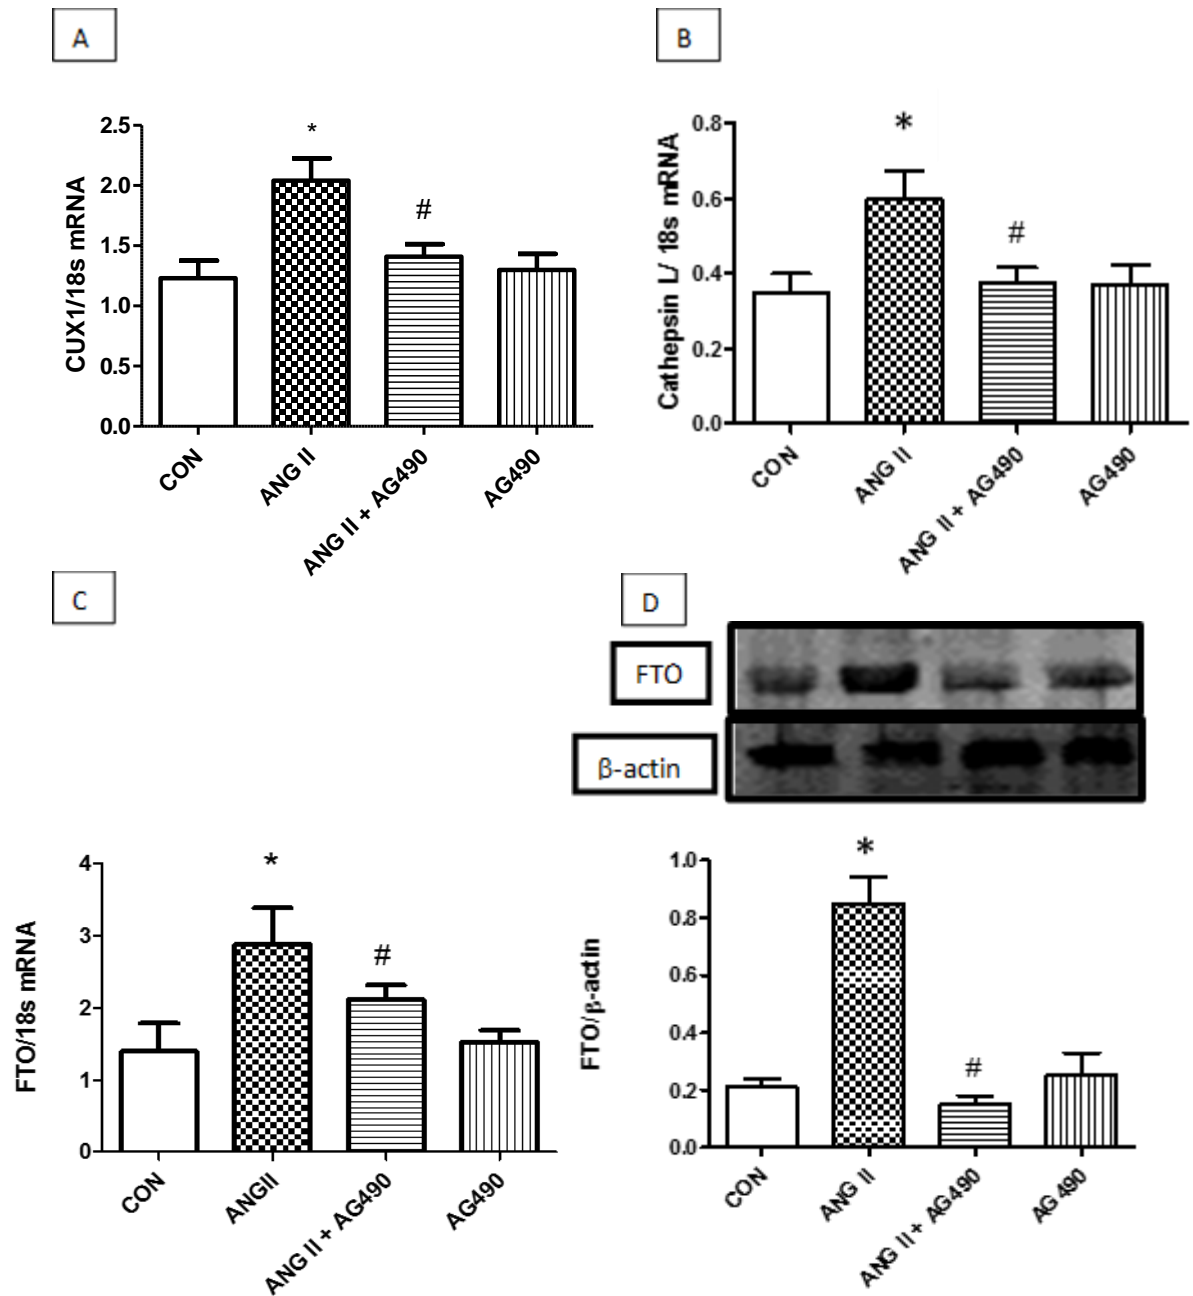 A
CUX1/18s mRNA
2.5
2.0
1.5
1.0
0.5
0.0
*
#
CON
ANG II
ANG II + AG490
AG490
B
Cathepsin L/ 18s mRNA
0.8
0.6
0.4
0.2
0.0
*
#
CON
ANG II
ANG II + AG490
AG490
C
FTO/18s mRNA
4
3
2
1
0
*
#
CON
ANGII
ANG II + AG490
AG490
D
FTO
β-actin
FTO/β-actin
1.0
0.8
0.6
0.4
0.2
0.0
*
#
CON
ANG II
ANG II + AG490
AG 490